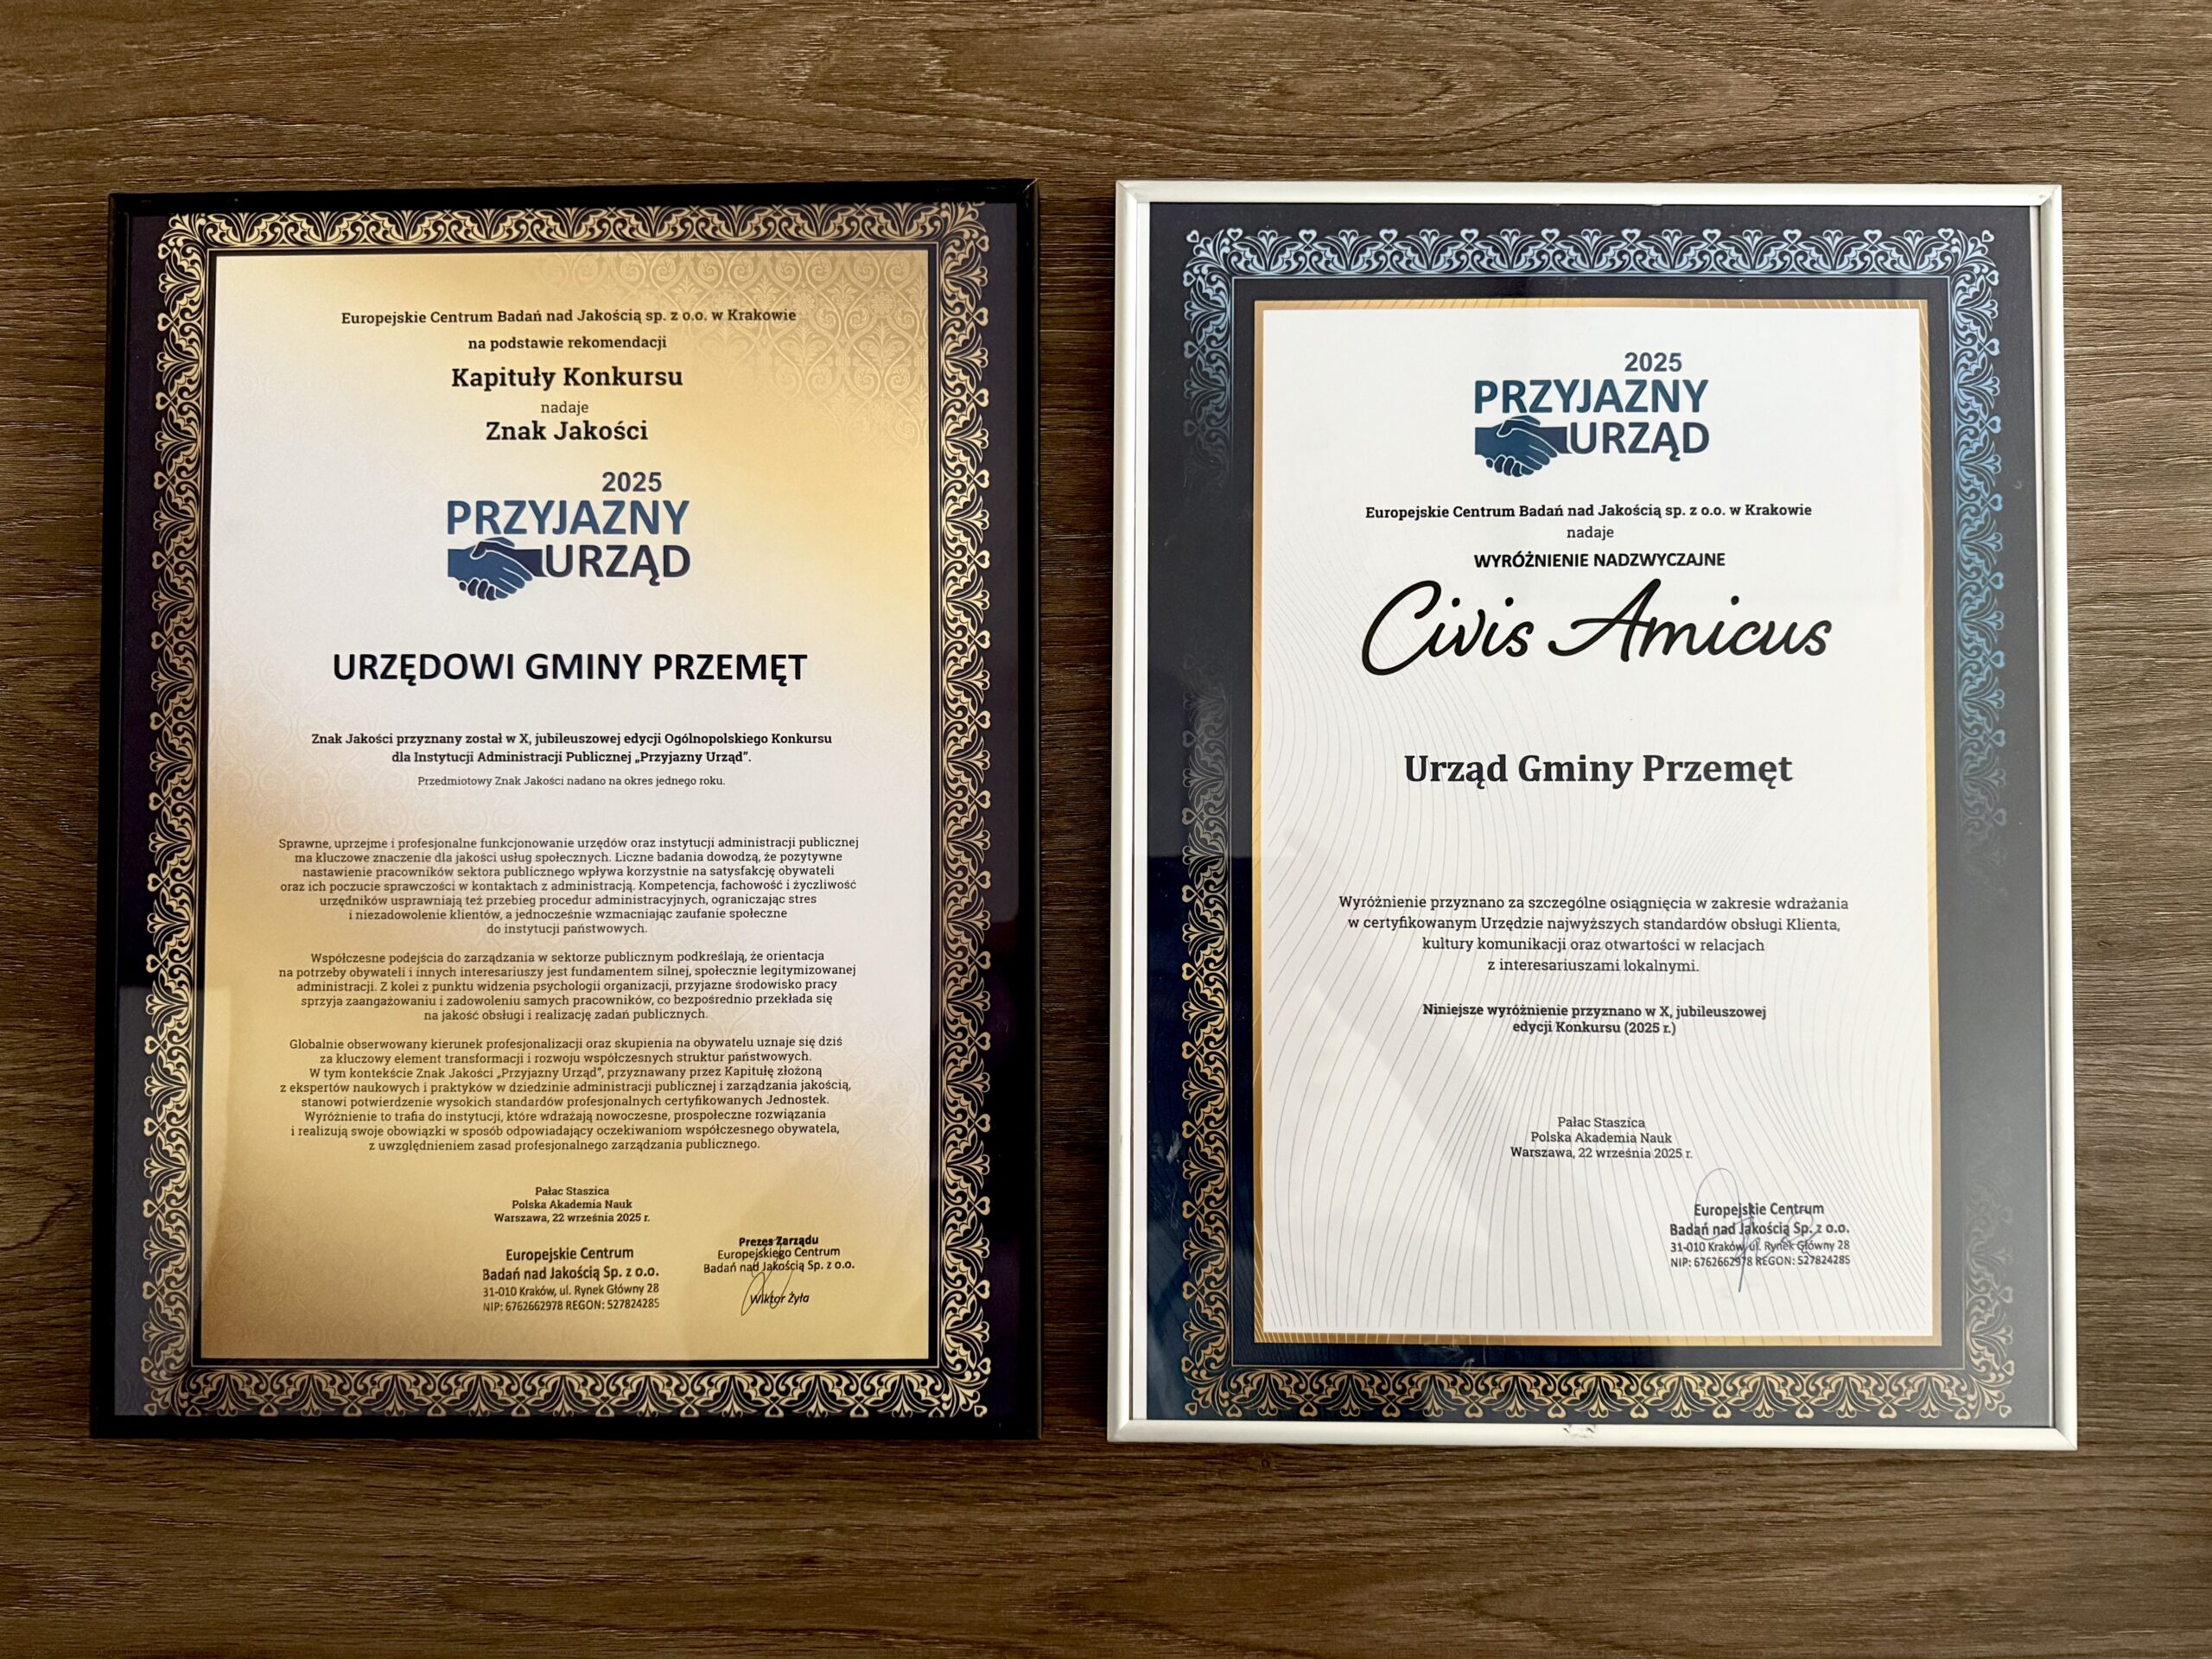 Europejskie Centrum Badań nad Jakością sp. z o.o. w Krakowie
na podstawie rekomendacji
Kapituły Konkursu
nadaje
Znak Jakości
2025
PRZYJAZNY
URZĄD
URZĘDOWI GMINY PRZEMĘT
Znak Jakości przyznany został w X, jubileuszowej edycji Ogólnopolskiego Konkursu
dla Instytucji Administracji Publicznej „Przyjazny Urząd".
Przedmiotowy Znak Jakości nadano na okres jednego roku.
Sprawne, uprzejme i profesjonalne funkcjonowanie urzędów oraz instytucji administracji publicznej
ma kluczowe znaczenie dla jakości usług społecznych. Liczne badania dowodzą, że pozytywne
nastawienie pracowników sektora publicznego wpływa korzystnie na satysfakcję obywateli
oraz ich poczucie sprawczości w kontaktach z administracją. Kompetencja, fachowość i życzliwość
urzędników usprawniają też przebieg procedur administracyjnych, ograniczając stres
i niezadowolenie klientów, a jednocześnie wzmacniając zaufanie społeczne
do instytucji państwowych.
Współczesne podejścia do zarządzania w sektorze publicznym podkreślają, że orientacja
na potrzeby obywateli i innych interesariuszy jest fundamentem silnej, społecznie legitymizowanej
administracji. Z kolei z punktu widzenia psychologii organizacji, przyjazne środowisko pracy
sprzyja zaangażowaniu i zadowoleniu samych pracowników, co bezpośrednio przekłada się
na jakość obsługi i realizację zadań publicznych.
Globalnie obserwowany kierunek profesjonalizacji oraz skupienia na obywatelu uznaje się dziś
za kluczowy element transformacji i rozwoju współczesnych struktur państwowych.
W tym kontekście Znak Jakości „Przyjazny Urząd", przyznawany przez Kapitułę złożoną
z ekspertów naukowych i praktyków w dziedzinie administracji publicznej i zarządzania jakością,
stanowi potwierdzenie wysokich standardów profesjonalnych certyfikowanych Jednostek.
Wyróżnienie to trafia do instytucji, które wdrażają nowoczesne, prospołeczne rozwiązania
i realizują swoje obowiązki w sposób odpowiadający oczekiwaniom współczesnego obywatela,
z uwzględnieniem zasad profesjonalnego zarządzania publicznego.
Pałac Staszica
Polska Akademia Nauk
Warszawa, 22 września 2025 r.
Europejskie Centrum
Badań nad Jakością Sp. z o.o.
31-010 Kraków, ul. Rynek Główny 28
NIP: 6762662978 REGON: 527824285
Prezes Zarządu
Europejskiego Centrum
Badań nad Jakością Sp. z o.o.
Wiktor Żyła
2025
PRZYJAZNY
URZĄD
Europejskie Centrum Badań nad Jakością sp. z o.o. w Krakowie
nadaje
WYRÓŻNIENIE NADZWYCZAJNE
Civis Amicus
Urząd Gminy Przemęt
Wyróżnienie przyznano za szczególne osiągnięcia w zakresie wdrażania
w certyfikowanym Urzędzie najwyższych standardów obsługi Klienta,
kultury komunikacji oraz otwartości w relacjach
z interesariuszami lokalnymi.
Niniejsze wyróżnienie przyznano w X, jubileuszowej
edycji Konkursu (2025 r.)
Pałac Staszica
Polska Akademia Nauk
Warszawa, 22 września 2025 r.
Europejskie Centrum
Badań nad Jakością Sp. z o.o.
31-010 Kraków, ul. Rynek Główny 28
NIP: 6762662978 REGON: 527824285